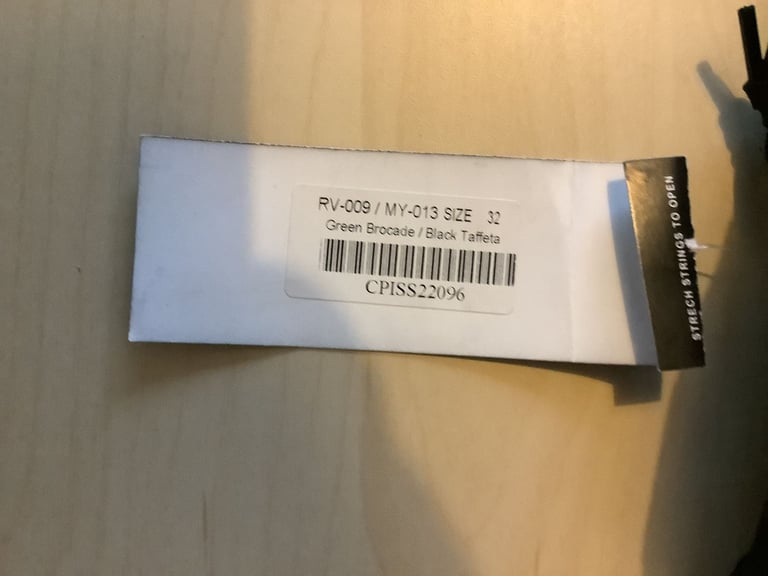 RV-009 / MY-013 SIZE 32
Green Brocade / Black Taffeta
CPISS22096
STRECH STRINGS TO OPEN